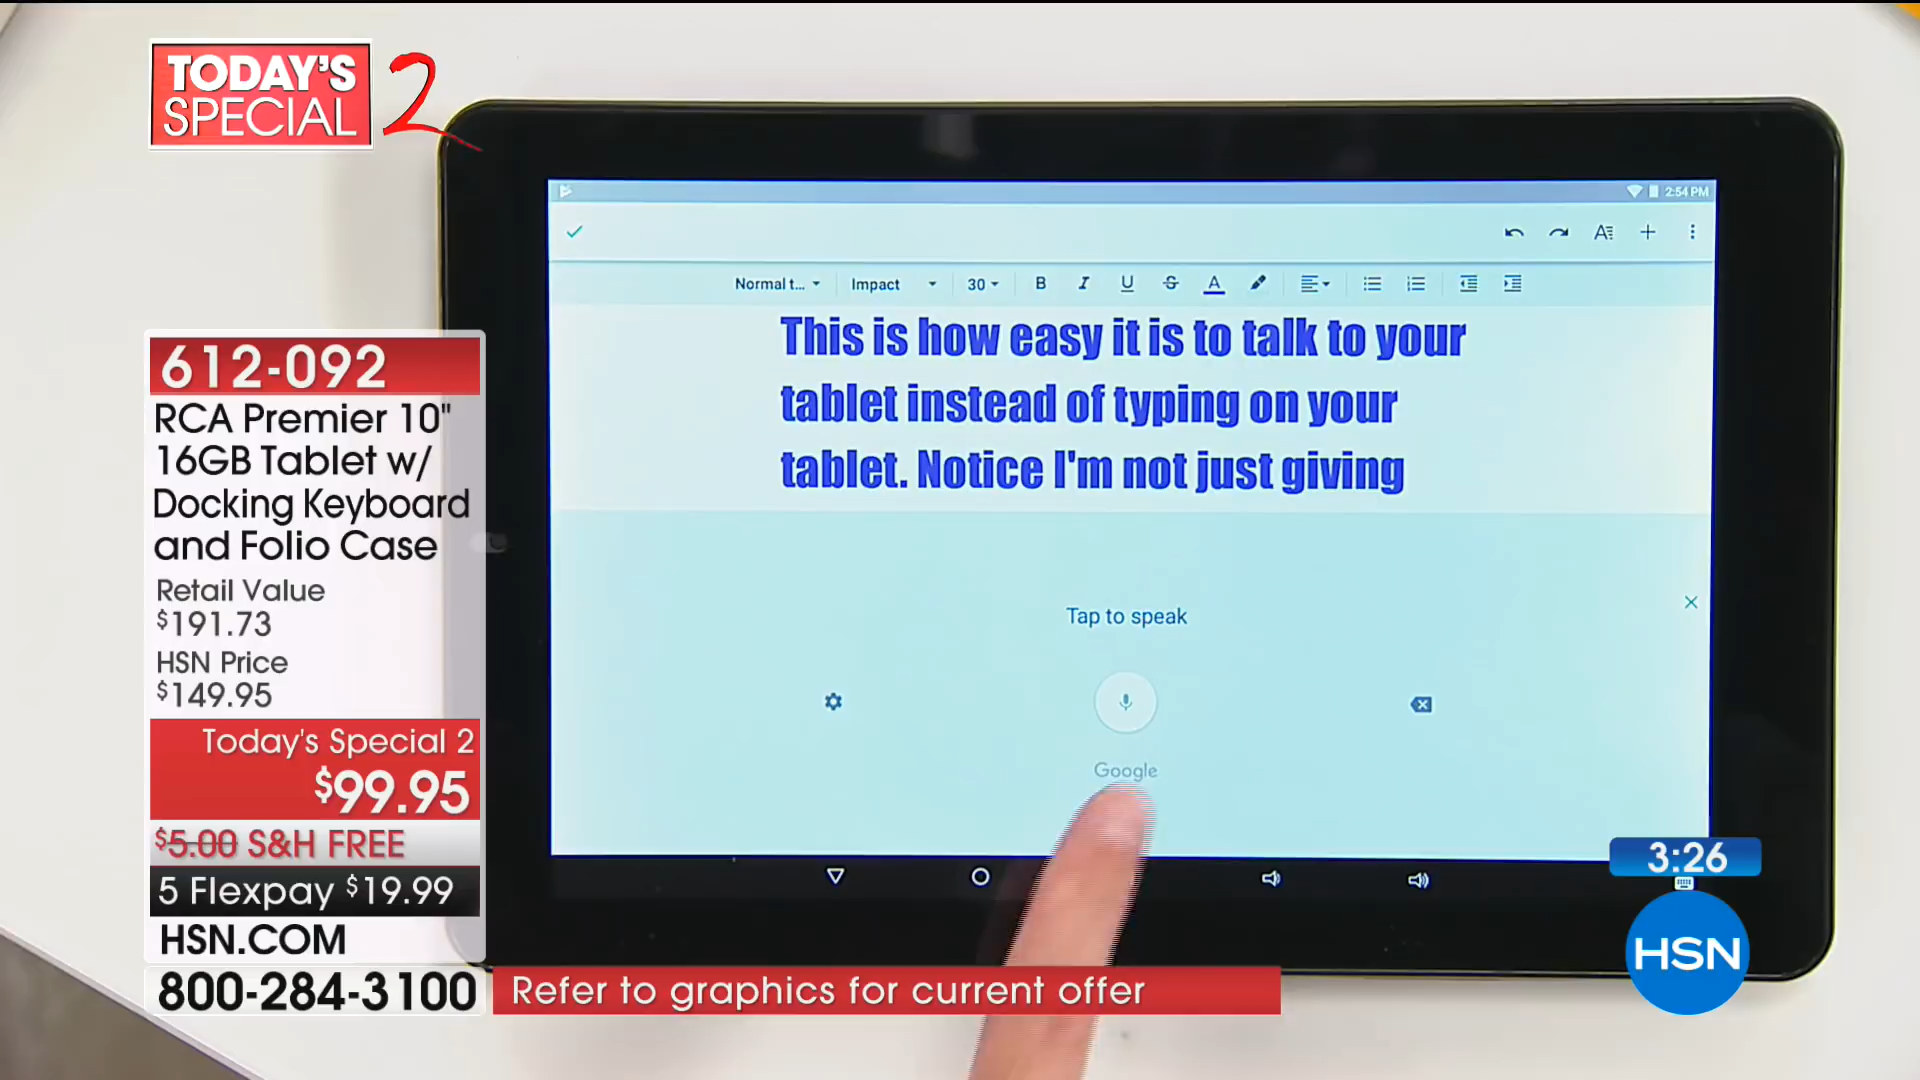 TODAY'S
SPECIAL 2
612-092
RCA Premier 10"
16GB Tablet w/
Docking Keyboard
and Folio Case
Retail Value
$191.73
HSN Price
$149.95
Today's Special 2
$99.95
$5.00 S&H FREE
5 Flexpay $19.99
HSN.COM
800-284-3100
Refer to graphics for current offer
2:54 PM
Normal t...
Impact
30
B I U S A
This is how easy it is to talk to your
tablet instead of typing on your
tablet. Notice I'm not just giving
Tap to speak
Google
3:26
HSN